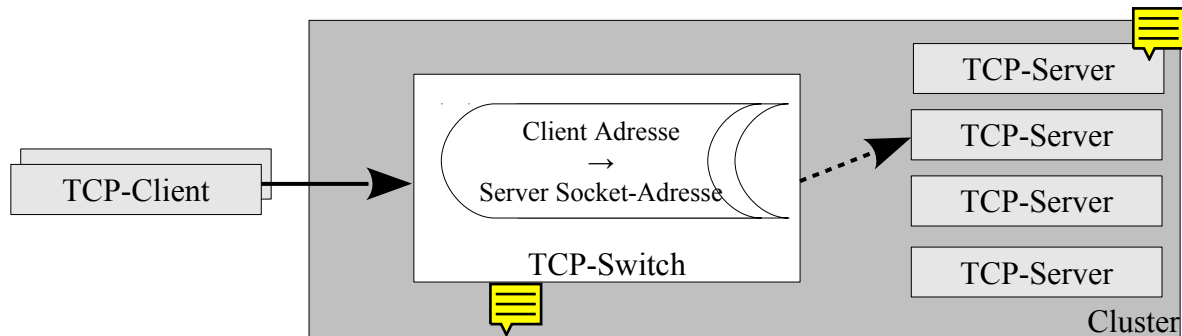 TCP-Client
Client Adresse
→
Server Socket-Adresse
TCP-Switch
TCP-Server
TCP-Server
TCP-Server
TCP-Server
Cluster